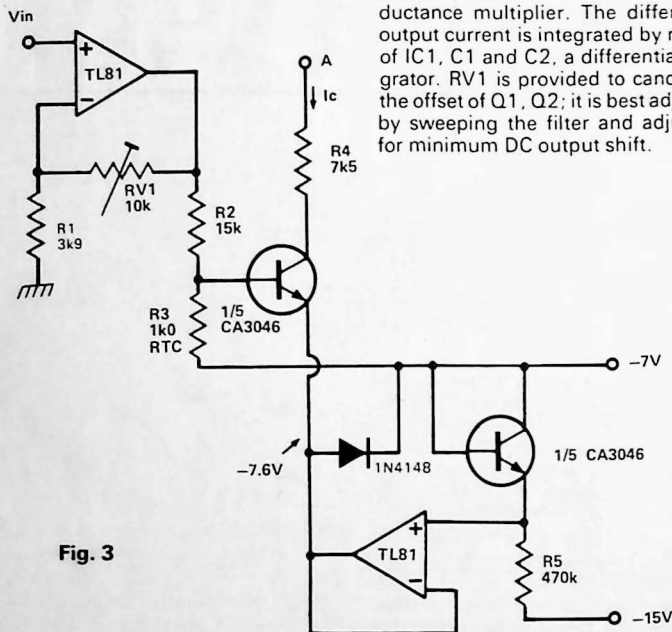 ductance multiplier. The differ
output current is integrated by r
of IC1, C1 and C2, a differentia
grator. RV1 is provided to canc
the offset of Q1, Q2; it is best ad
by sweeping the filter and adj
for minimum DC output shift.
Vin
+
TL81
−
A
Ic
R4
7k5
RV1
10k
R1
3k9
R2
15k
R3
1k0
RTC
1/5
CA3046
−7V
−7.6V
1N4148
1/5 CA3046
+
TL81
−
R5
470k
−15V
Fig. 3